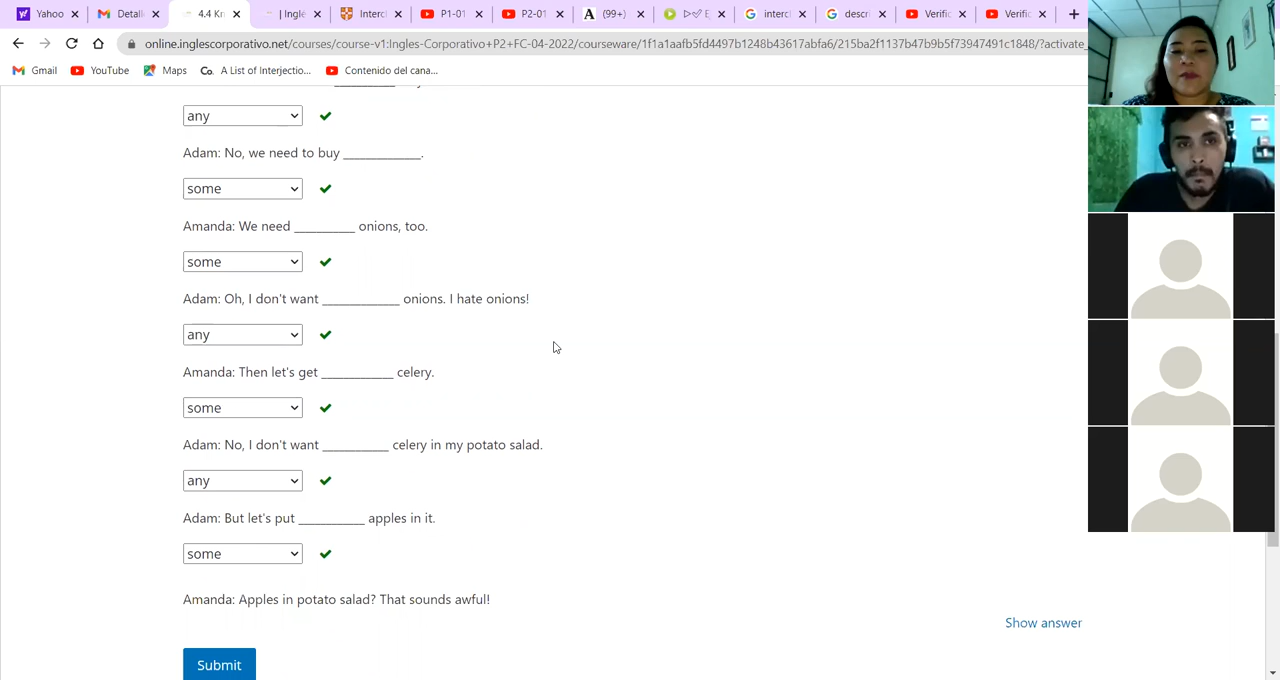 Yahoo
Detall
4.4 Kn
Ingle
Interc
P1-01
P2-01
(99+)
interc
descri
Verific
Verific
online.inglescorporativo.net/courses/course-v1:Ingles-Corporativo+P2+FC-04-2022/courseware/1f1a1aafb5fd4497b1248b43617abfa6/215ba2f1137b47b9b5f73947491c1848/?activate_
Gmail
YouTube
Maps
A List of Interjectio...
Contenido del cana...
any
Adam: No, we need to buy ____________.
some
Amanda: We need _________ onions, too.
some
Adam: Oh, I don't want ____________ onions. I hate onions!
any
Amanda: Then let's get ___________ celery.
some
Adam: No, I don't want __________ celery in my potato salad.
any
Adam: But let's put __________ apples in it.
some
Amanda: Apples in potato salad? That sounds awful!
Show answer
Submit